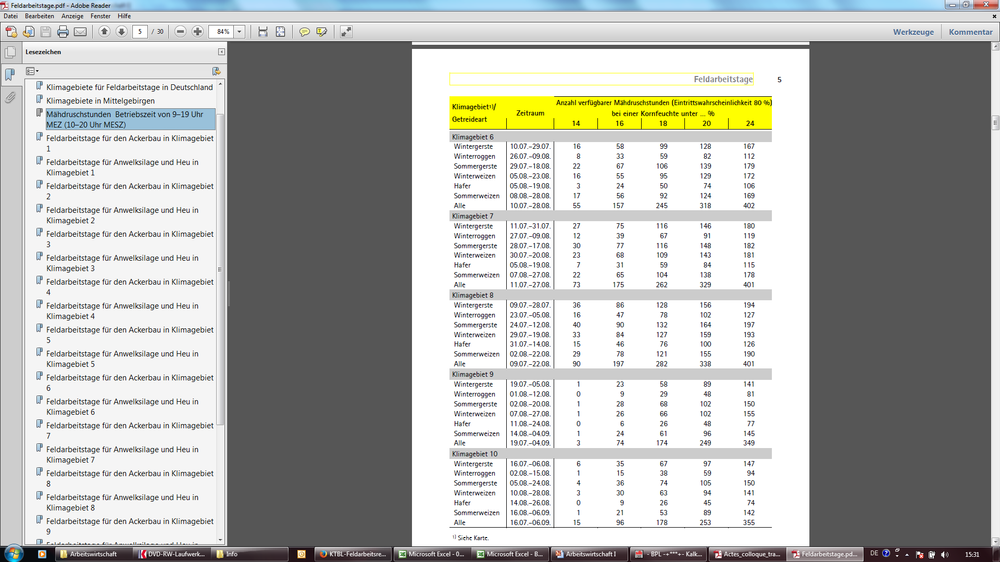 Feldarbeitstage.pdf - Adobe Reader
Datei Bearbeiten Anzeige Fenster Hilfe
5 / 30 84% Werkzeuge Kommentar
Lesezeichen
Klimagebiete für Feldarbeitstage in Deutschland
Klimagebiete in Mittelgebirgen
Mähdruschstunden Betriebszeit von 9–19 Uhr
MEZ (10–20 Uhr MESZ)
Feldarbeitstage für den Ackerbau in Klimagebiet
1
Feldarbeitstage für Anwelksilage und Heu in
Klimagebiet 1
Feldarbeitstage für den Ackerbau in Klimagebiet
2
Feldarbeitstage für Anwelksilage und Heu in
Klimagebiet 2
Feldarbeitstage für den Ackerbau in Klimagebiet
3
Feldarbeitstage für Anwelksilage und Heu in
Klimagebiet 3
Feldarbeitstage für den Ackerbau in Klimagebiet
4
Feldarbeitstage für Anwelksilage und Heu in
Klimagebiet 4
Feldarbeitstage für den Ackerbau in Klimagebiet
5
Feldarbeitstage für Anwelksilage und Heu in
Klimagebiet 5
Feldarbeitstage für den Ackerbau in Klimagebiet
6
Feldarbeitstage für Anwelksilage und Heu in
Klimagebiet 6
Feldarbeitstage für den Ackerbau in Klimagebiet
7
Feldarbeitstage für Anwelksilage und Heu in
Klimagebiet 7
Feldarbeitstage für den Ackerbau in Klimagebiet
8
Feldarbeitstage für Anwelksilage und Heu in
Klimagebiet 8
Feldarbeitstage für den Ackerbau in Klimagebiet
9
Feldarbeitstage 5
Klimagebiet¹⁾/
Getreideart
Zeitraum
Anzahl verfügbarer Mähdruschstunden (Eintrittswahrscheinlichkeit 80 %)
bei einer Kornfeuchte unter ... %
14 16 18 20 24
Klimagebiet 6
Wintergerste 10.07.–29.07. 16 58 99 128 167
Winterroggen 26.07.–09.08. 8 33 59 82 112
Sommergerste 29.07.–18.08. 22 67 106 139 179
Winterweizen 05.08.–23.08. 16 55 95 129 172
Hafer 05.08.–19.08. 3 24 50 74 106
Sommerweizen 08.08.–28.08. 17 56 92 124 169
Alle 10.07.–28.08. 55 157 245 318 402
Klimagebiet 7
Wintergerste 11.07.–31.07. 27 75 116 146 180
Winterroggen 27.07.–09.08. 12 39 67 91 119
Sommergerste 28.07.–17.08. 30 77 116 148 182
Winterweizen 30.07.–20.08. 23 68 109 143 181
Hafer 05.08.–19.08. 7 31 59 84 115
Sommerweizen 07.08.–27.08. 22 65 104 138 178
Alle 11.07.–27.08. 73 175 262 329 401
Klimagebiet 8
Wintergerste 09.07.–28.07. 36 86 128 156 194
Winterroggen 23.07.–05.08. 16 47 78 102 127
Sommergerste 24.07.–12.08. 40 90 132 164 197
Winterweizen 29.07.–19.08. 33 84 127 159 193
Hafer 31.07.–14.08. 15 46 76 100 126
Sommerweizen 02.08.–22.08. 29 78 121 155 190
Alle 09.07.–22.08. 90 197 282 338 401
Klimagebiet 9
Wintergerste 19.07.–05.08. 1 23 58 89 141
Winterroggen 01.08.–12.08. 0 9 29 48 81
Sommergerste 02.08.–20.08. 1 28 68 102 150
Winterweizen 07.08.–27.08. 1 26 66 102 155
Hafer 11.08.–24.08. 0 6 26 48 77
Sommerweizen 14.08.–04.09. 1 24 61 96 145
Alle 19.07.–04.09. 3 74 174 249 349
Klimagebiet 10
Wintergerste 16.07.–06.08. 6 35 67 97 147
Winterroggen 02.08.–15.08. 1 15 38 59 94
Sommergerste 05.08.–24.08. 4 36 74 105 150
Winterweizen 10.08.–28.08. 3 30 63 94 141
Hafer 14.08.–26.08. 0 9 26 45 74
Sommerweizen 16.08.–06.09. 1 21 53 89 142
Alle 16.07.–06.09. 15 96 178 253 355
¹⁾ Siehe Karte.
Arbeitswirtschaft DVD-RW-Laufwerk... Info KTBL-Feldarbeitsre... Microsoft Excel - 0... Microsoft Excel - B... Arbeitswirtschaft I - BPL -+***+- Kalk... Actes_colloque_tra... Feldarbeitstage.pd... DE 15:31